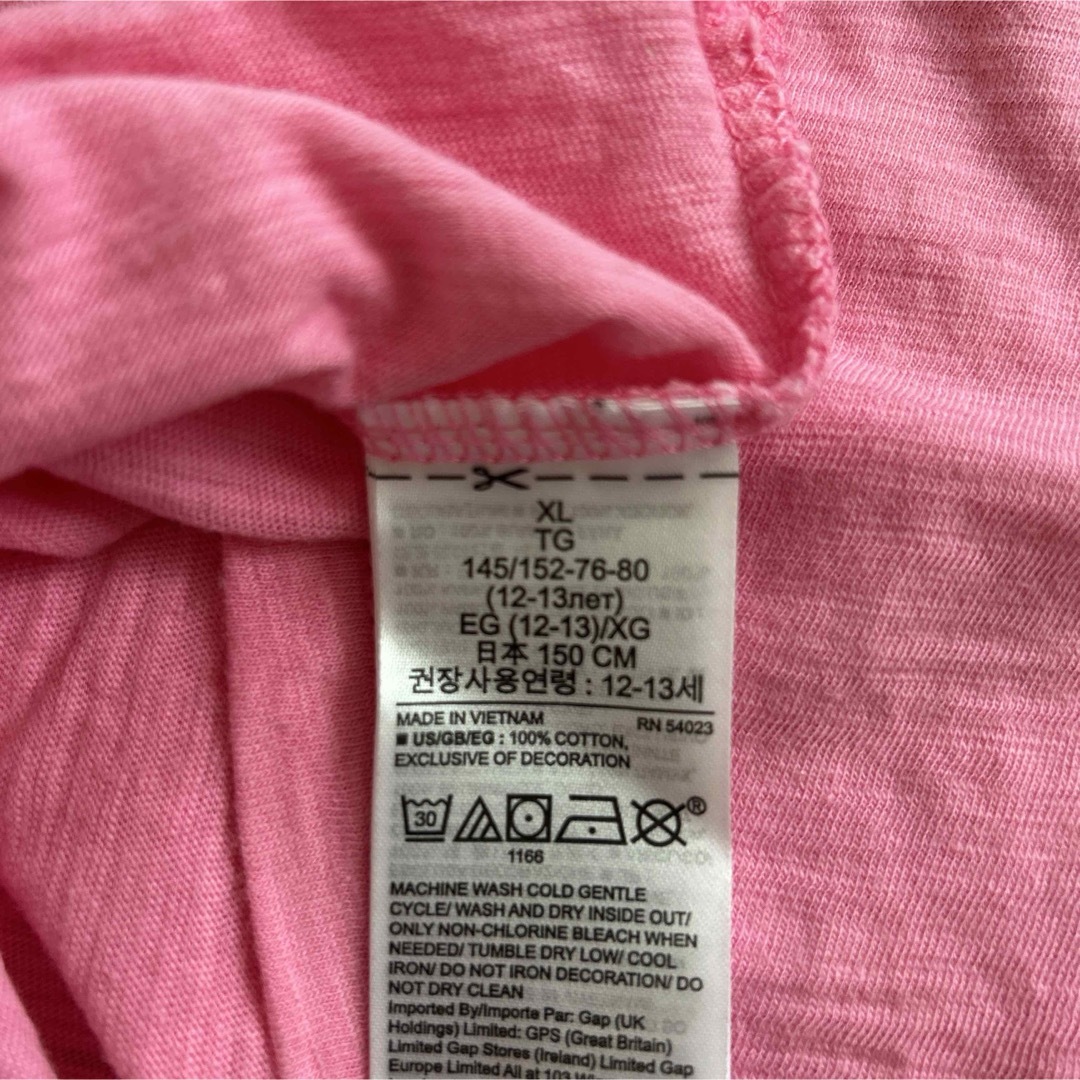 XL
TG
145/152-76-80
(12-13лет)
EG (12-13)/XG
日本 150 CM
권장사용연령 : 12-13세
MADE IN VIETNAM RN 54023
■ US/GB/EG : 100% COTTON,
EXCLUSIVE OF DECORATION
30 ®
1166
MACHINE WASH COLD GENTLE
CYCLE/ WASH AND DRY INSIDE OUT/
ONLY NON-CHLORINE BLEACH WHEN
NEEDED/ TUMBLE DRY LOW/ COOL
IRON/ DO NOT IRON DECORATION/ DO
NOT DRY CLEAN
Imported By/Importe Par: Gap (UK
Holdings) Limited: GPS (Great Britain)
Limited Gap Stores (Ireland) Limited Gap
Europe Limited All at 103